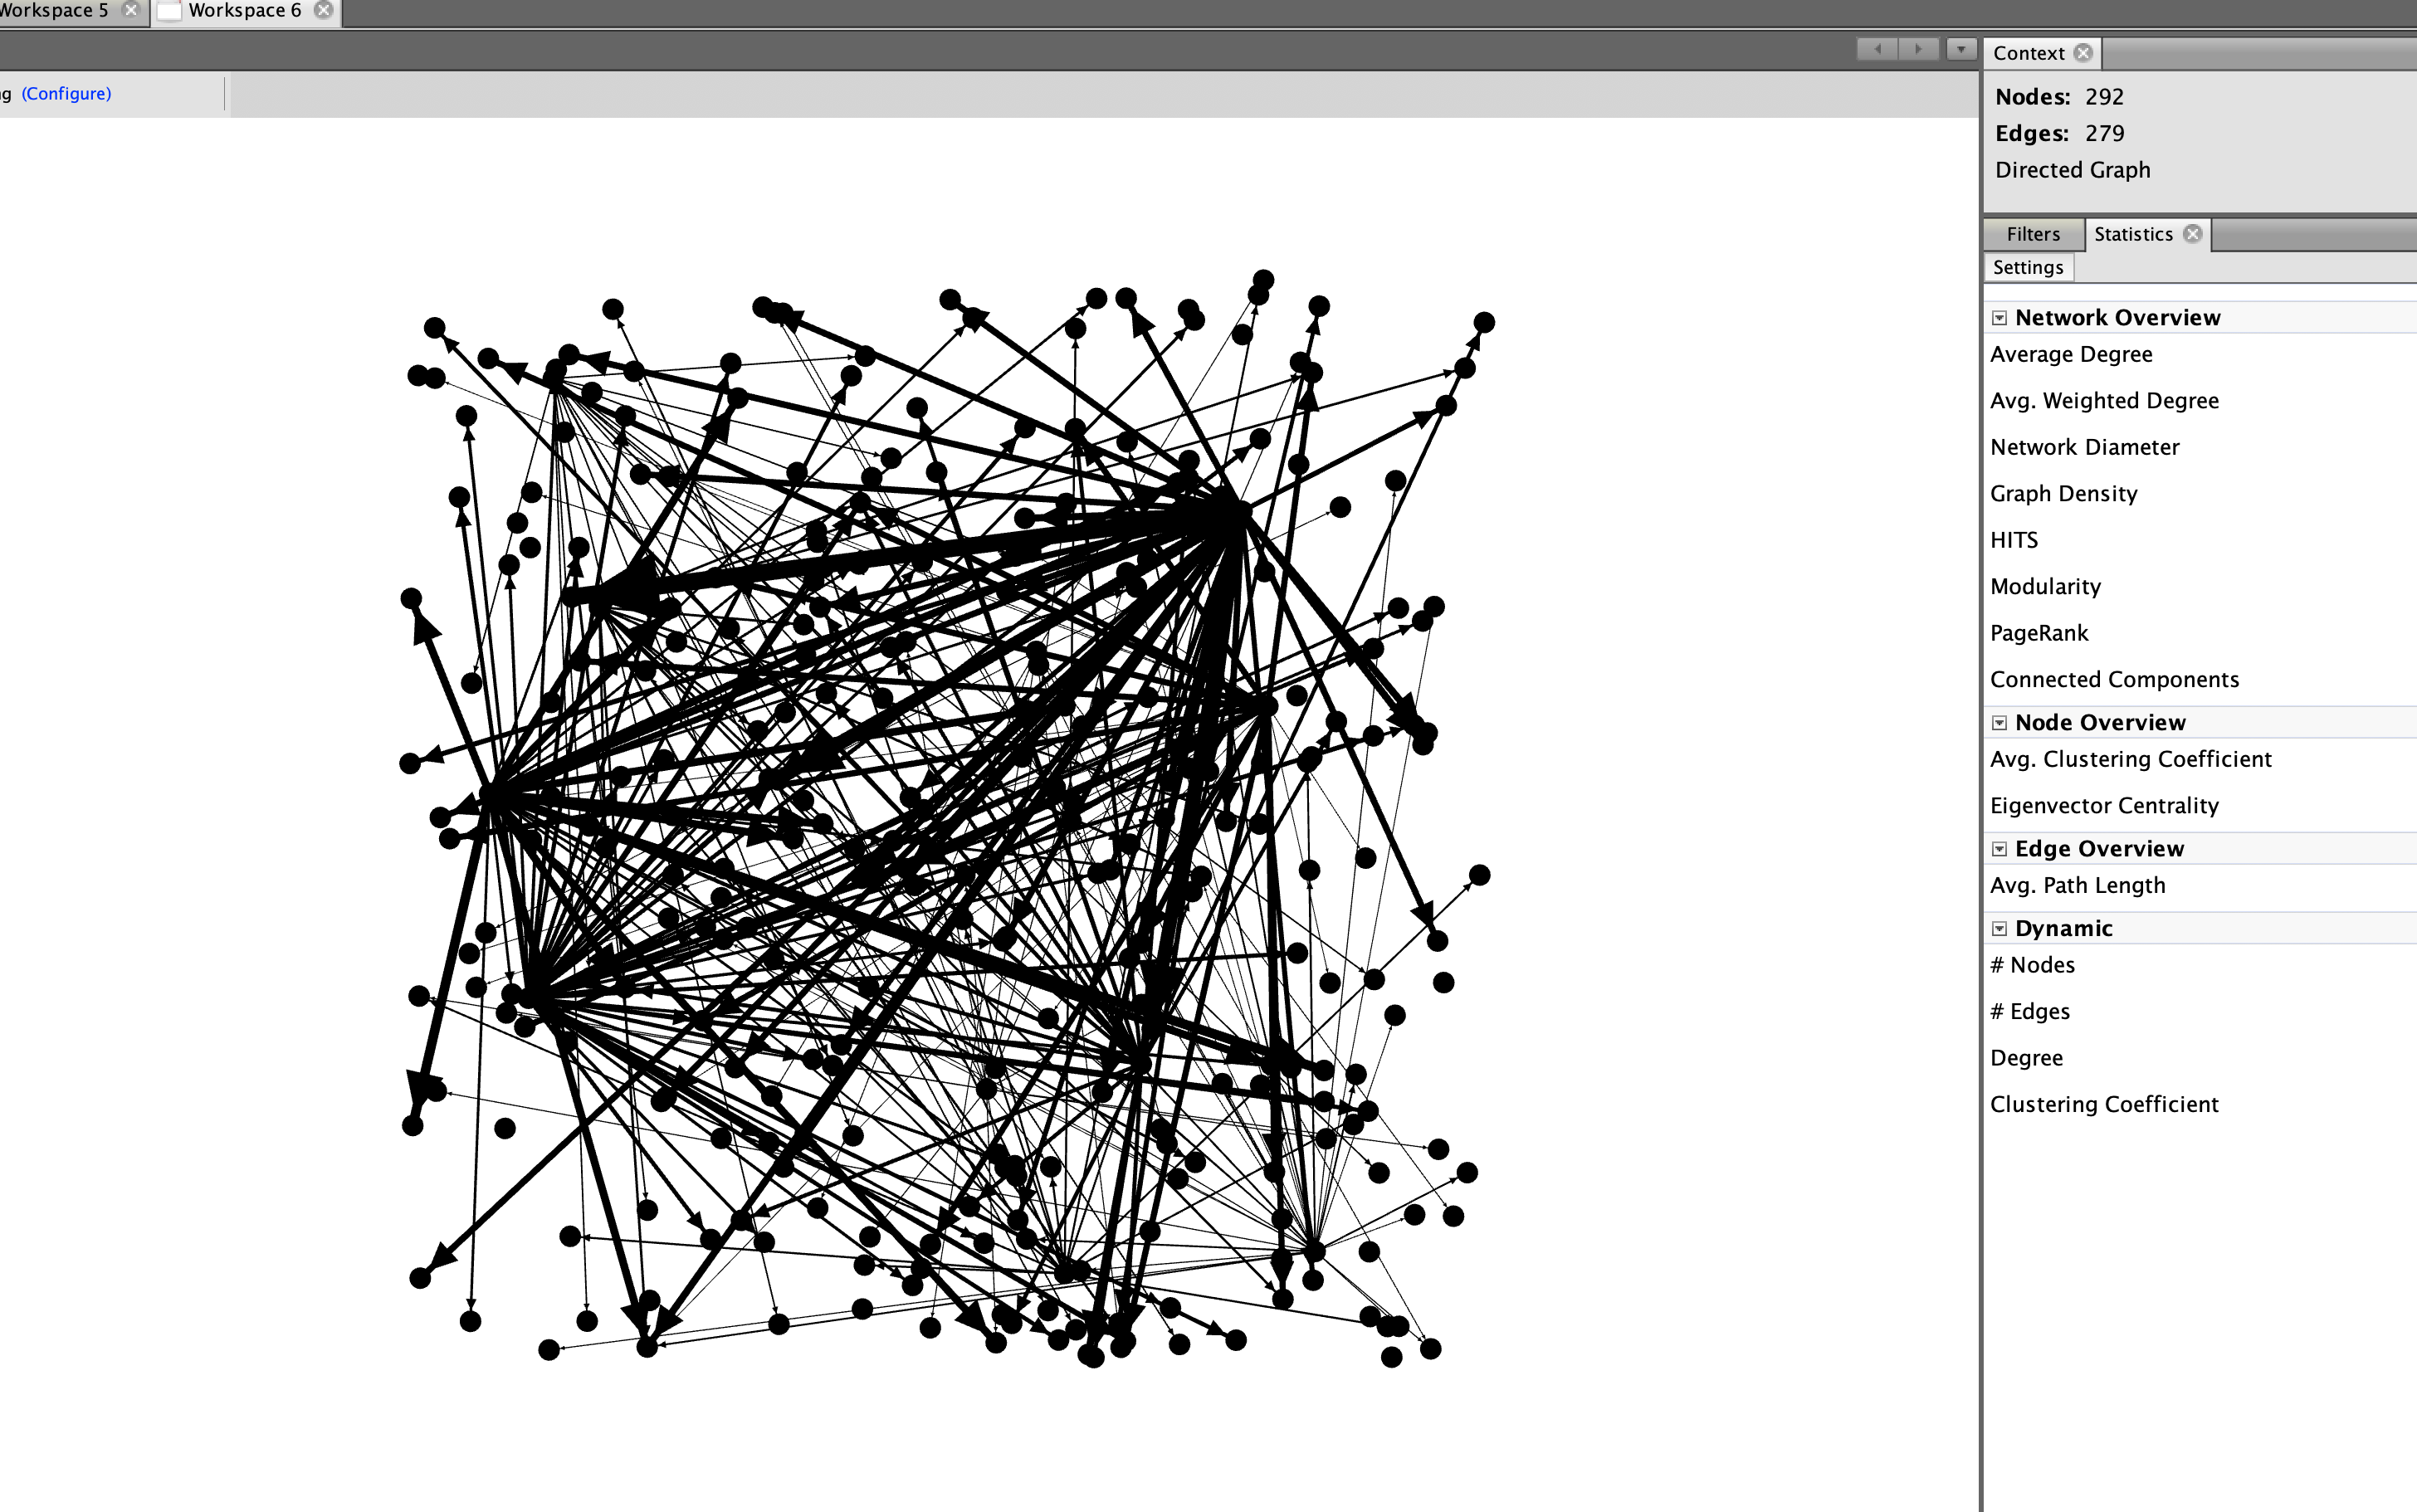 Workspace 5
Workspace 6
(Configure)
Context
Nodes: 292
Edges: 279
Directed Graph
Filters
Statistics
Settings
Network Overview
Average Degree
Avg. Weighted Degree
Network Diameter
Graph Density
HITS
Modularity
PageRank
Connected Components
Node Overview
Avg. Clustering Coefficient
Eigenvector Centrality
Edge Overview
Avg. Path Length
Dynamic
# Nodes
# Edges
Degree
Clustering Coefficient